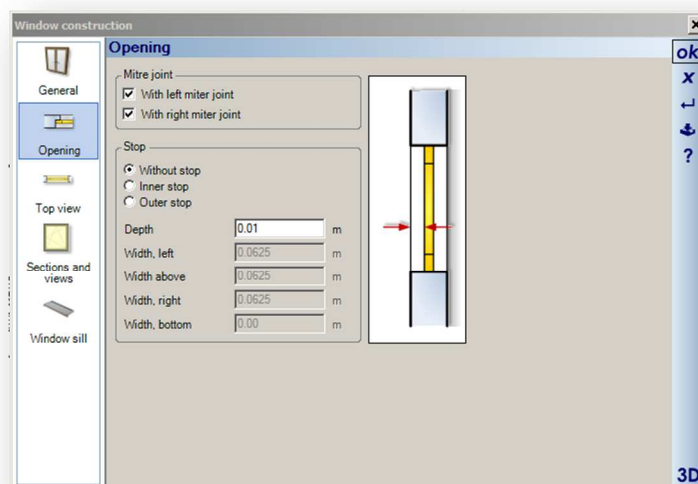 Window construction
General
Opening
Top view
Sections and
views
Window sill
Opening
Mitre joint
With left miter joint
With right miter joint
Stop
Without stop
Inner stop
Outer stop
Depth 0.01 m
Width, left 0.0625 m
Width above 0.0625 m
Width, right 0.0625 m
Width, bottom 0.00 m
ok
x
?
3D